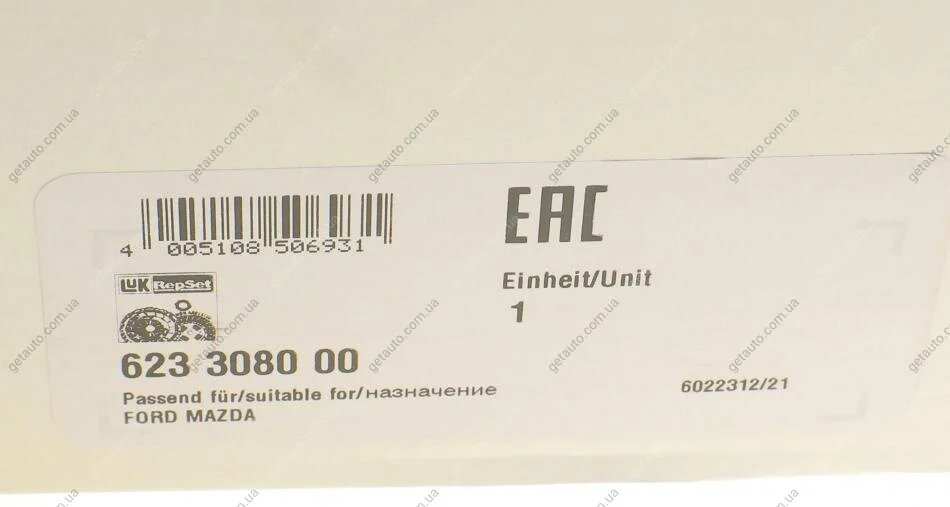 4 005108 506931
EAC
LuK RepSet
Einheit/Unit
1
623 3080 00
Passend für/suitable for/назначение
FORD MAZDA
6022312/21
getauto.com.ua